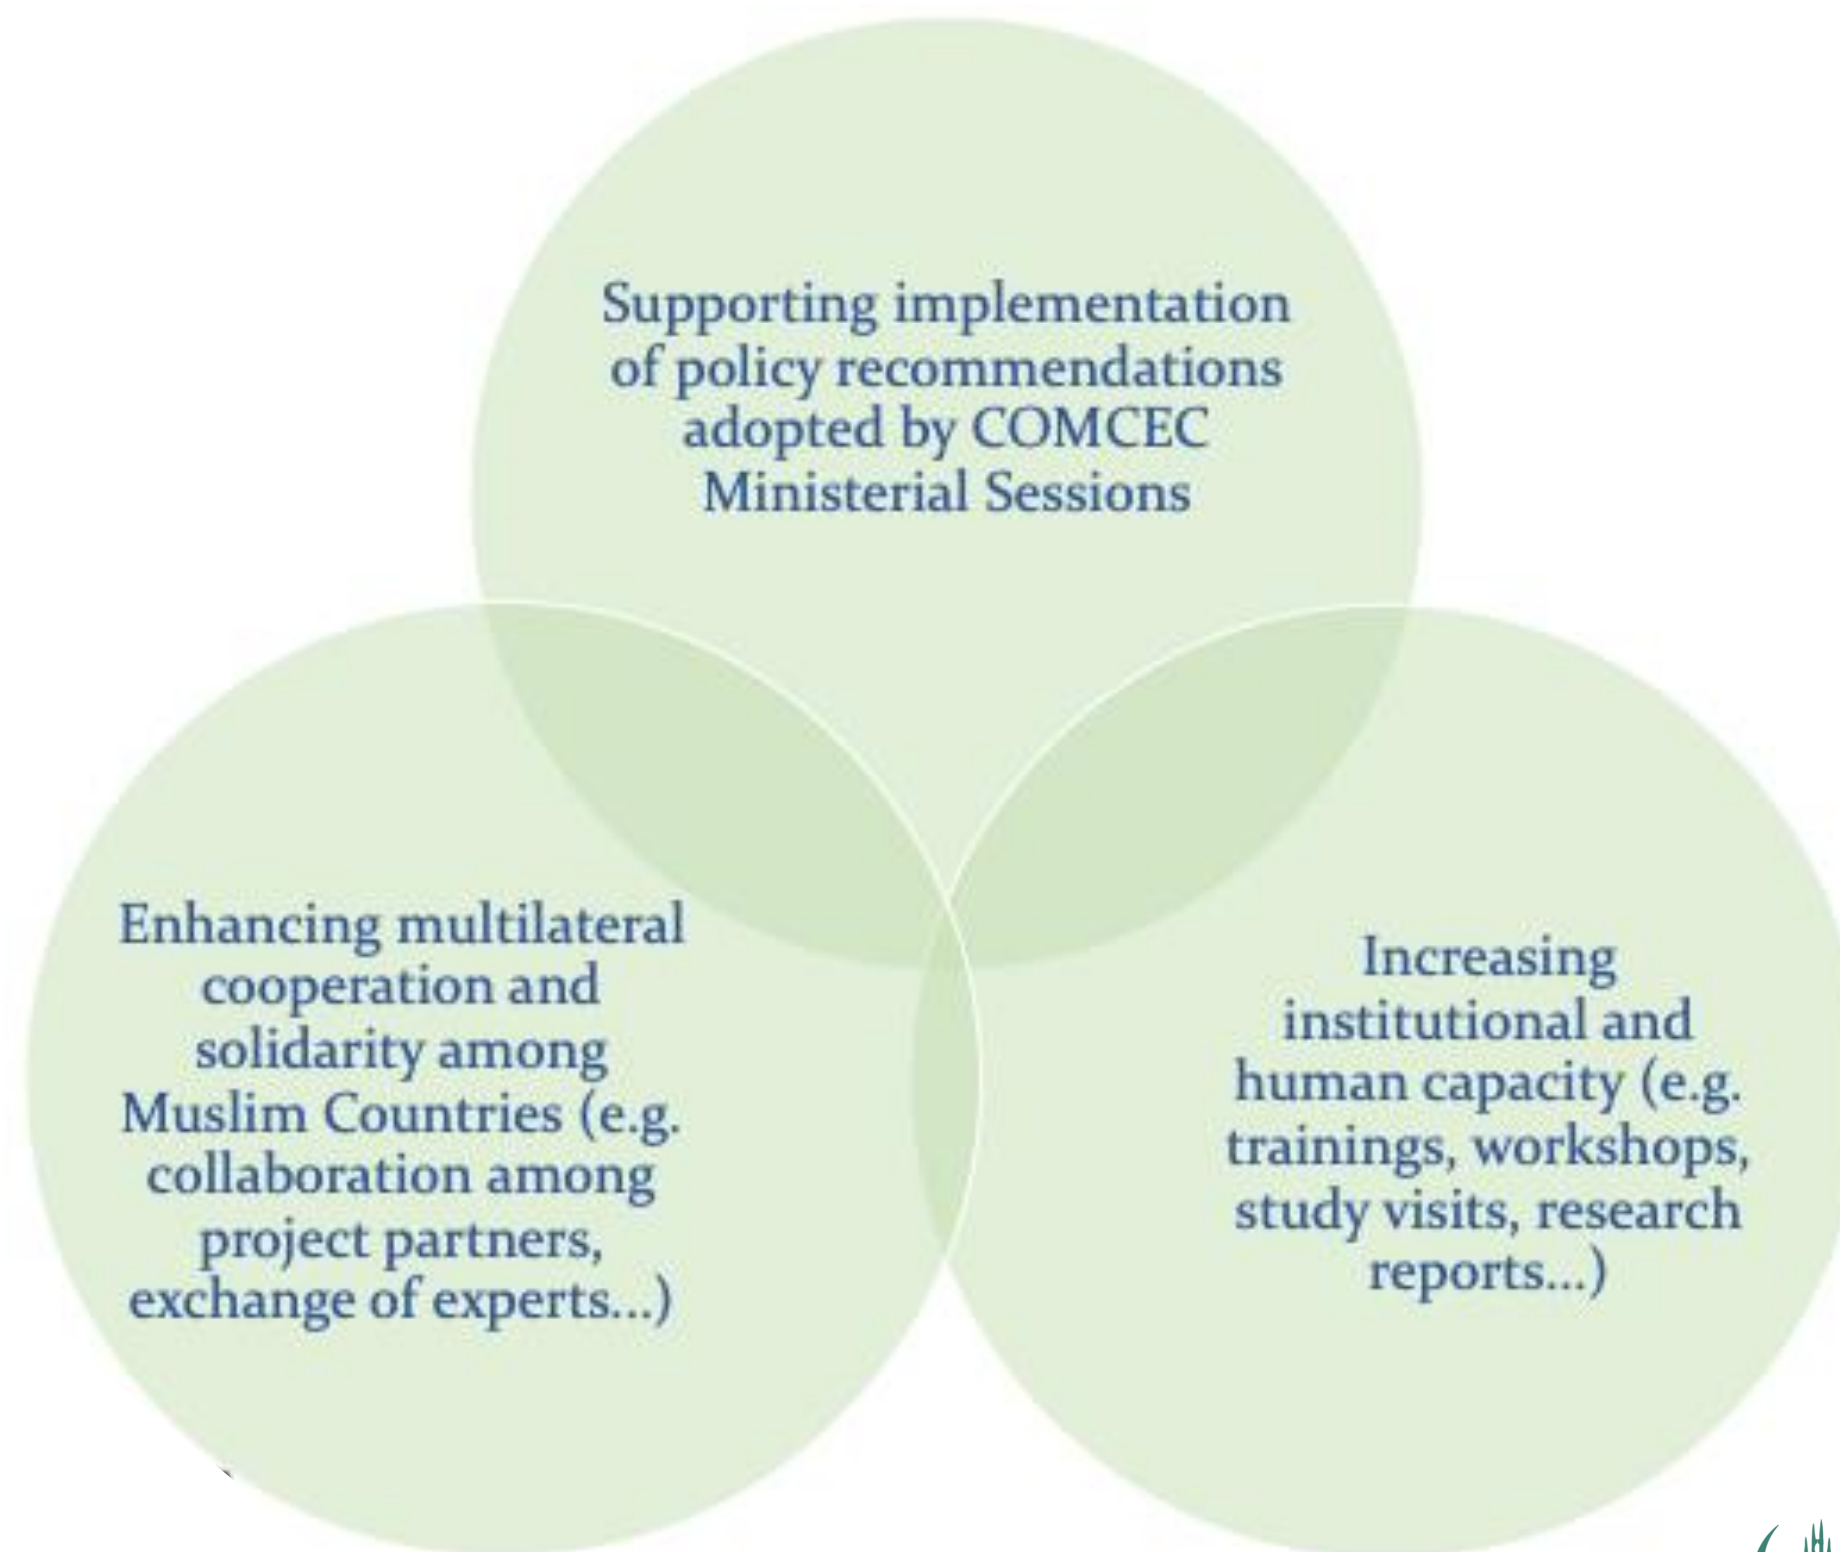 Supporting implementation
of policy recommendations
adopted by COMCEC
Ministerial Sessions
Enhancing multilateral
cooperation and
solidarity among
Muslim Countries (e.g.
collaboration among
project partners,
exchange of experts...)
Increasing
institutional and
human capacity (e.g.
trainings, workshops,
study visits, research
reports...)